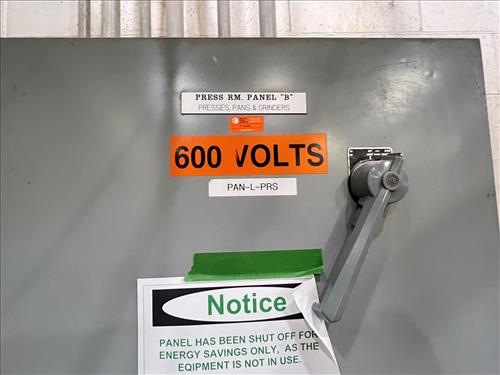 PRESS RM. PANEL "B"
PRESSES, PANS & GRINDERS
600 VOLTS
PAN-L-PRS
Notice
PANEL HAS BEEN SHUT OFF FOR
ENERGY SAVINGS ONLY, AS THE
EQIPMENT IS NOT IN USE.